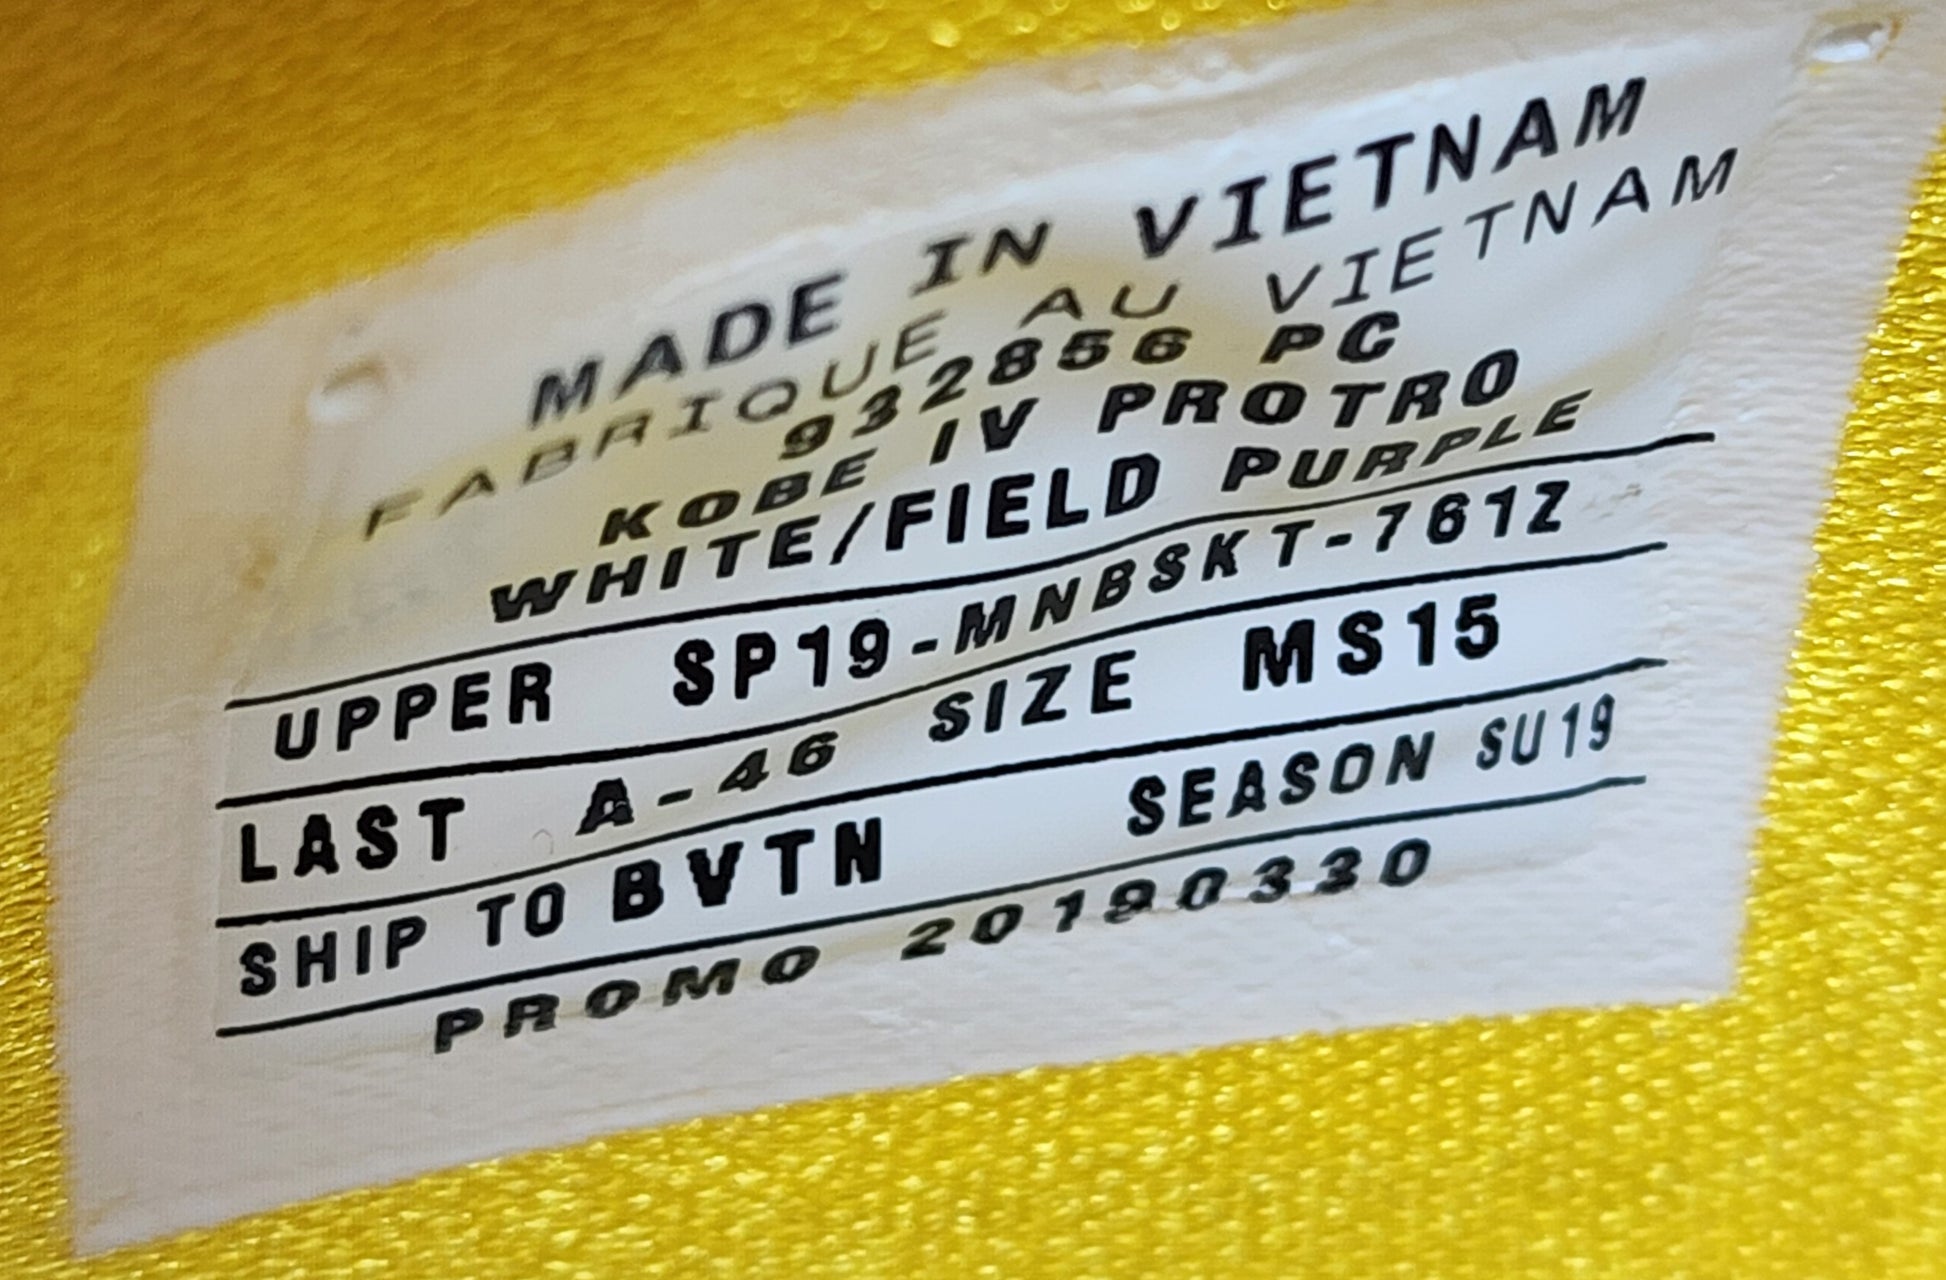 MADE IN VIETNAM
FABRIQUE AU VIETNAM
932856 PC
KOBE IV PROTRO
WHITE/FIELD PURPLE
UPPER SP19-MNBSKT-761Z
LAST A-46 SIZE MS15
SHIP TO BVTN SEASON SU19
PROMO 20190330